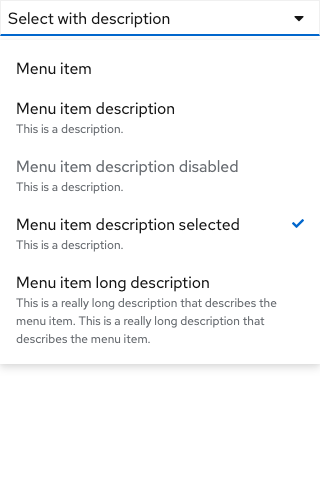 Select with description
Menu item
Menu item description
This is a description.
Menu item description disabled
This is a description.
Menu item description selected
This is a description.
Menu item long description
This is a really long description that describes the
menu item. This is a really long description that
describes the menu item.